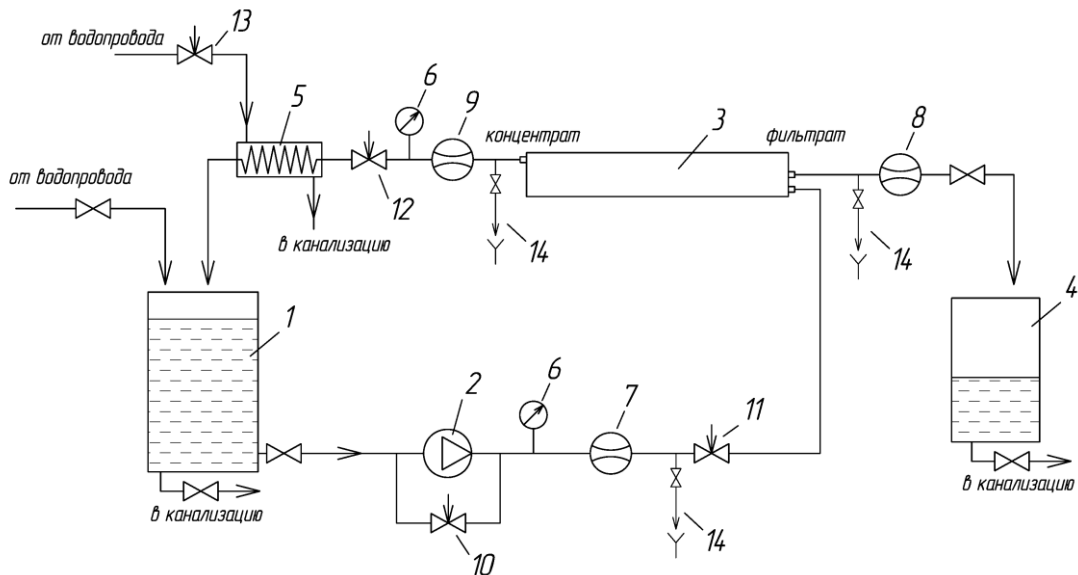 13
от водопровода
6
9
5
концентрат
3
фильтрат
8
от водопровода
12
в канализацию
14
14
1
4
2
6
7
11
в канализацию
10
14
в канализацию